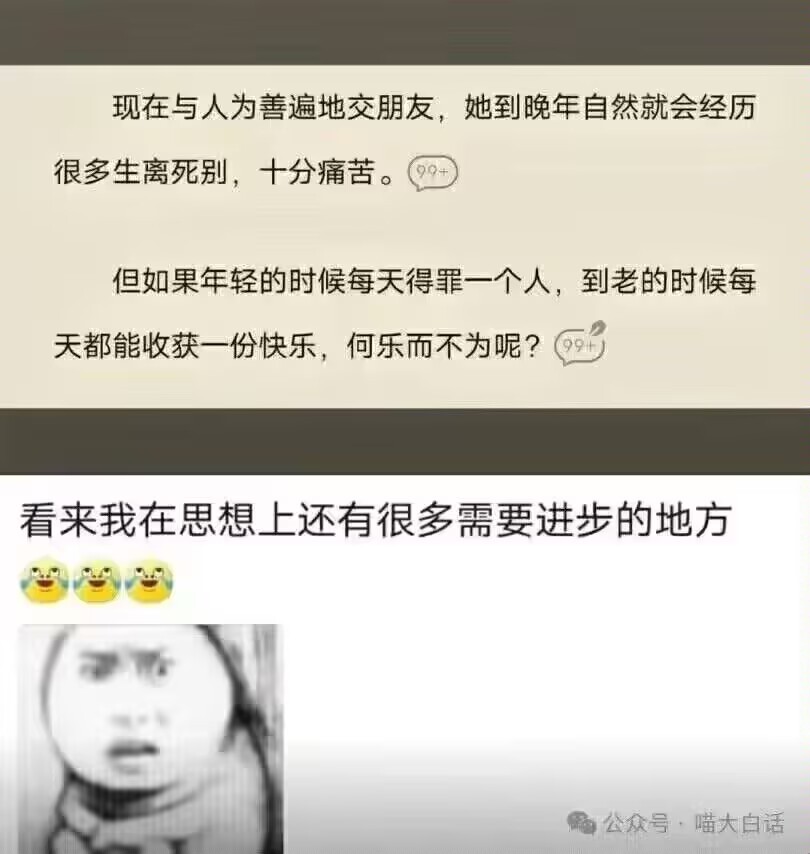 现在与人为善遍地交朋友，她到晚年自然就会经历
很多生离死别，十分痛苦。99+
但如果年轻的时候每天得罪一个人，到老的时候每
天都能收获一份快乐，何乐而不为呢？99+
看来我在思想上还有很多需要进步的地方
公众号 · 喵大白话